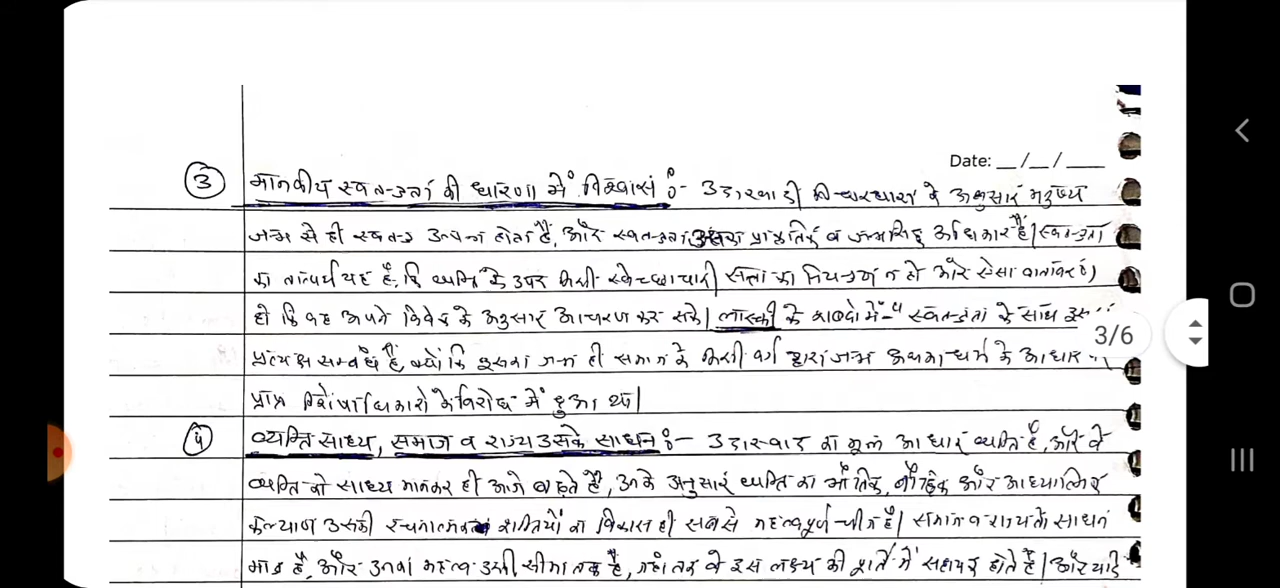 Date: __/__/____
③ मानवीय स्वतन्त्रता की धारणा में विश्वास :- उदारवादी विचारधारा के अनुसार मनुष्य
जन्म से ही स्वतन्त्र उत्पन्न होता है, और स्वतन्त्रता उसका प्राकृतिक व जन्मसिद्ध अधिकार है| स्वतन्त्रता
का तात्पर्य यह है, कि व्यक्ति के उपर किसी स्वेच्छाचारी सत्ता का नियन्त्रण न हो और ऐसा वातावरण
हो कि वह अपने विवेक के अनुसार आचरण कर सके| लास्की के शब्दो में -" स्वतन्त्रता के साथ
3/6
प्रत्यक्ष सम्बंध है, क्यों कि इसका जन्म ही समाज के किसी वर्ग द्वारा जन्म अथवा धर्म के आधार
प्राप्त विशेषाधिकारो के विरोध में हुआ था|
④ व्यक्ति साध्य, समाज व राज्य उसके साधन :- उदारवाद का मूल आधार व्यक्ति है, और वे
व्यक्ति को साध्य मानकर ही आगे बढ़ते है, उनके अनुसार व्यक्ति का भौतिक, बौद्धिक और आध्यात्मिक
कल्याण उसकी रचनात्मक शक्तियों का विकास ही सबसे महत्वपूर्ण चीज है| समाज व राज्य तो साधन
मात्र है, और उनका महत्व उसी सीमा तक है, जहां तक वे इस लक्ष्य की प्राप्ति में सहायक होते है| और यदि